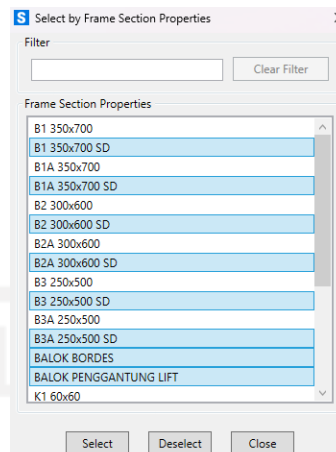 S Select by Frame Section Properties
Filter
Clear Filter
Frame Section Properties
B1 350x700
B1 350x700 SD
B1A 350x700
B1A 350x700 SD
B2 300x600
B2 300x600 SD
B2A 300x600
B2A 300x600 SD
B3 250x500
B3 250x500 SD
B3A 250x500
B3A 250x500 SD
BALOK BORDES
BALOK PENGGANTUNG LIFT
K1 60x60
Select Deselect Close